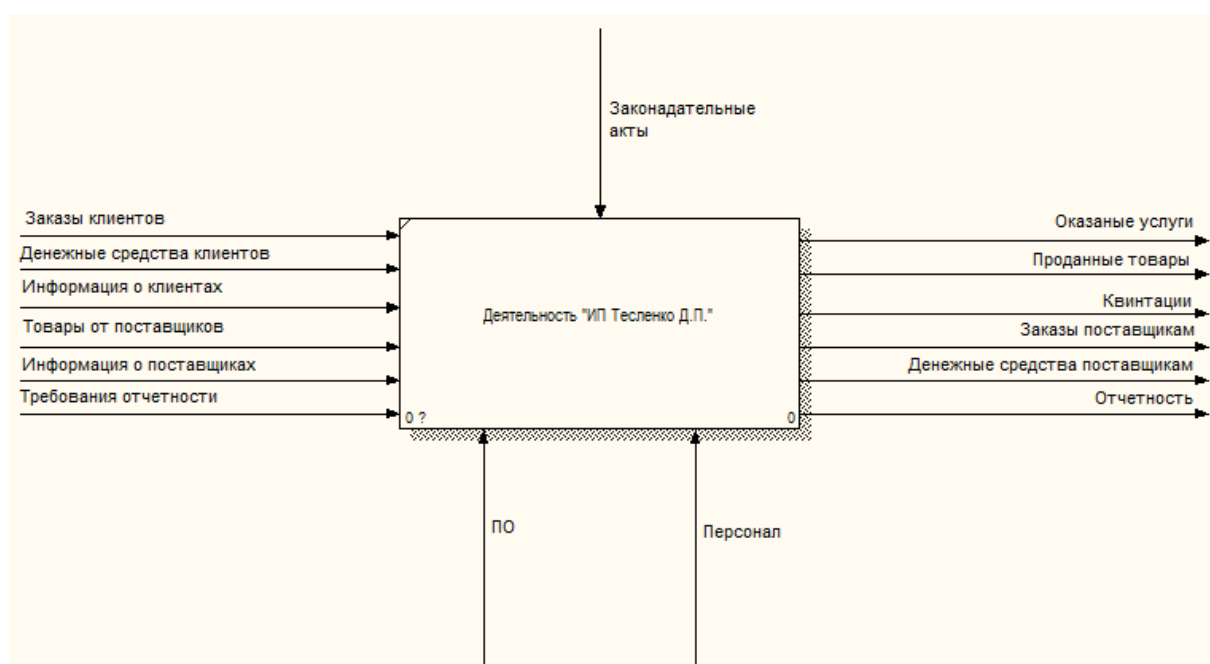 Законадательные
акты
Заказы клиентов
Денежные средства клиентов
Информация о клиентах
Товары от поставщиков
Информация о поставщиках
Требования отчетности
Деятельность "ИП Тесленко Д.П."
0 ?
0
Оказаные услуги
Проданные товары
Квинтации
Заказы поставщикам
Денежные средства поставщикам
Отчетность
ПО
Персонал